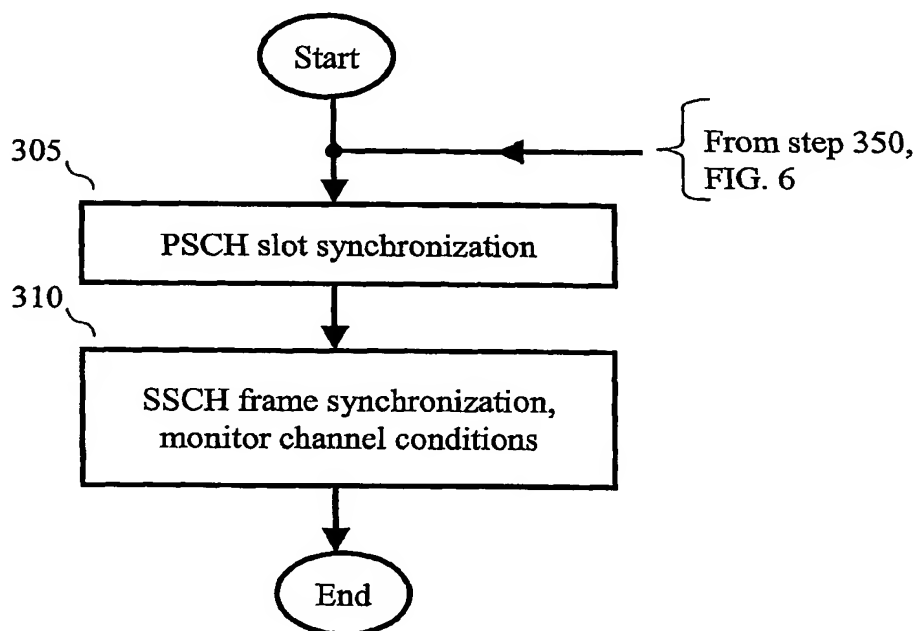 Start
From step 350,
FIG. 6
305
PSCH slot synchronization
310
SSCH frame synchronization,
monitor channel conditions
End